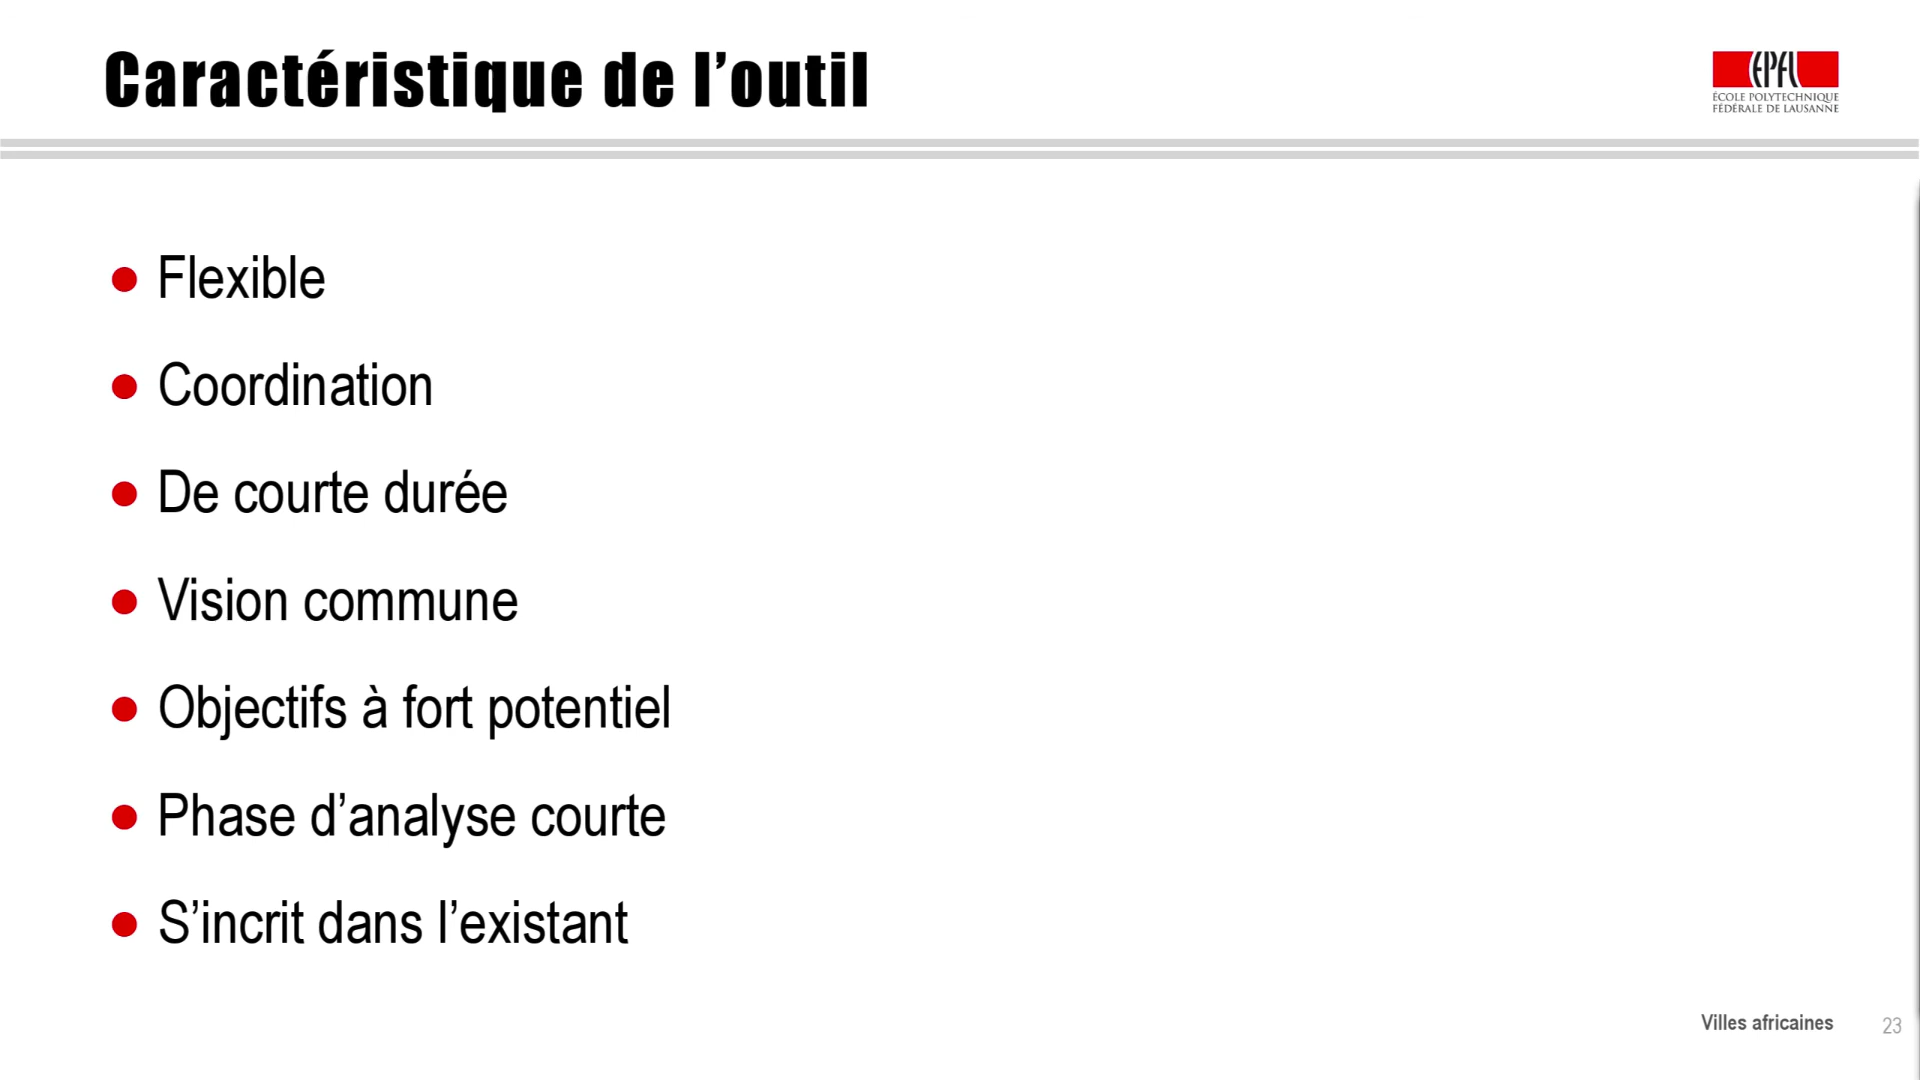 Caractéristique de l’outil
EPFL
ÉCOLE POLYTECHNIQUE
FÉDÉRALE DE LAUSANNE
● Flexible
● Coordination
● De courte durée
● Vision commune
● Objectifs à fort potentiel
● Phase d’analyse courte
● S’incrit dans l’existant
Villes africaines 23